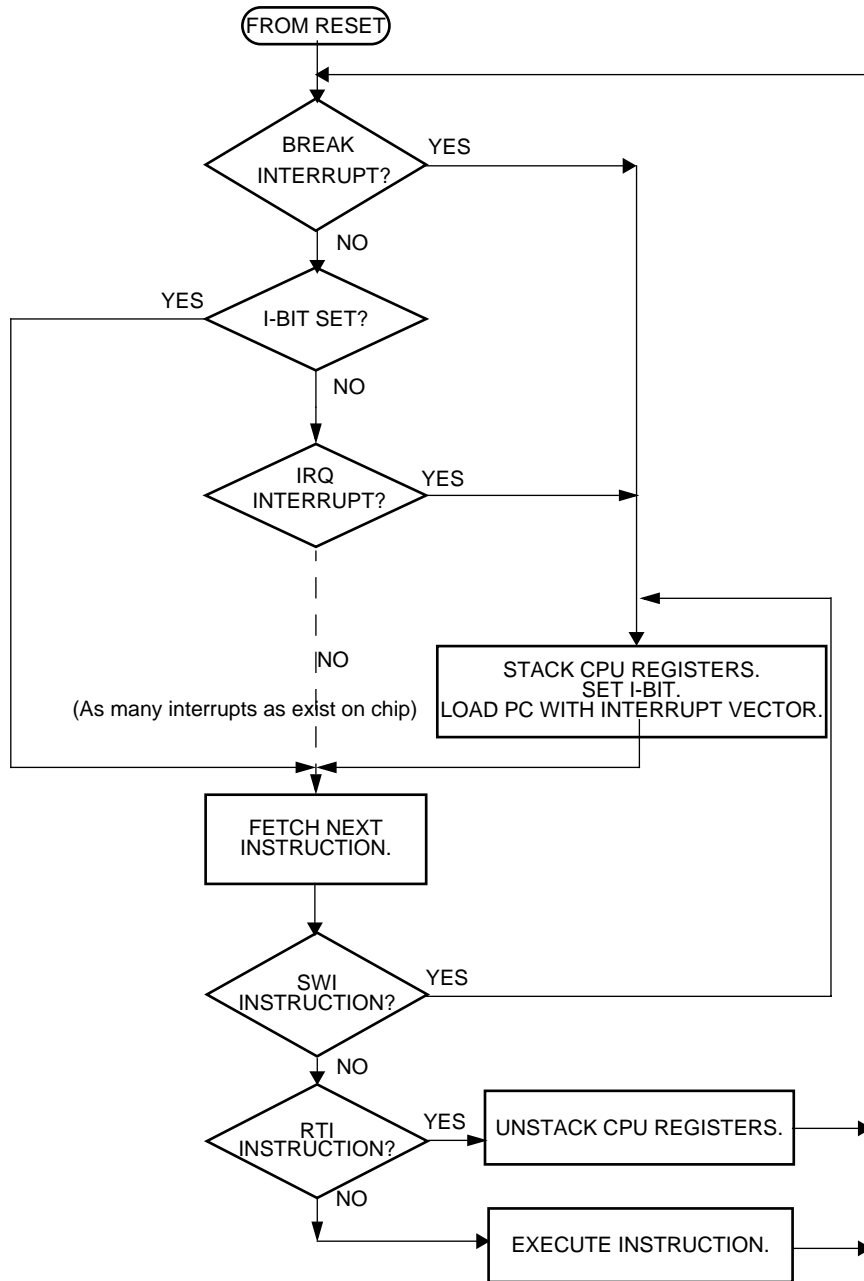 FROM RESET
BREAK
INTERRUPT?
YES
NO
YES
I-BIT SET?
NO
IRQ
INTERRUPT?
YES
NO
(As many interrupts as exist on chip)
STACK CPU REGISTERS.
SET I-BIT.
LOAD PC WITH INTERRUPT VECTOR.
FETCH NEXT
INSTRUCTION.
SWI
INSTRUCTION?
YES
NO
RTI
INSTRUCTION?
YES
UNSTACK CPU REGISTERS.
NO
EXECUTE INSTRUCTION.